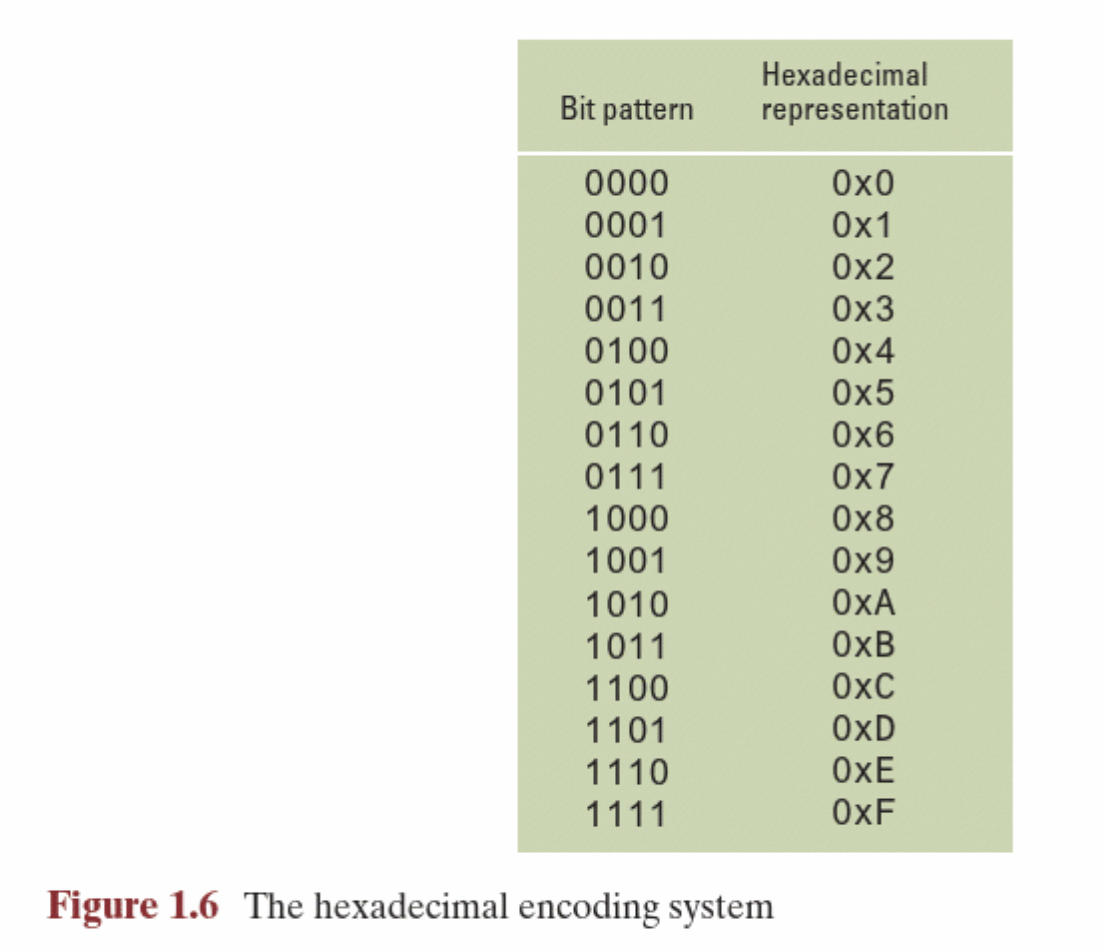 Hexadecimal
Bit pattern representation
0000 0x0
0001 0x1
0010 0x2
0011 0x3
0100 0x4
0101 0x5
0110 0x6
0111 0x7
1000 0x8
1001 0x9
1010 0xA
1011 0xB
1100 0xC
1101 0xD
1110 0xE
1111 0xF
Figure 1.6 The hexadecimal encoding system